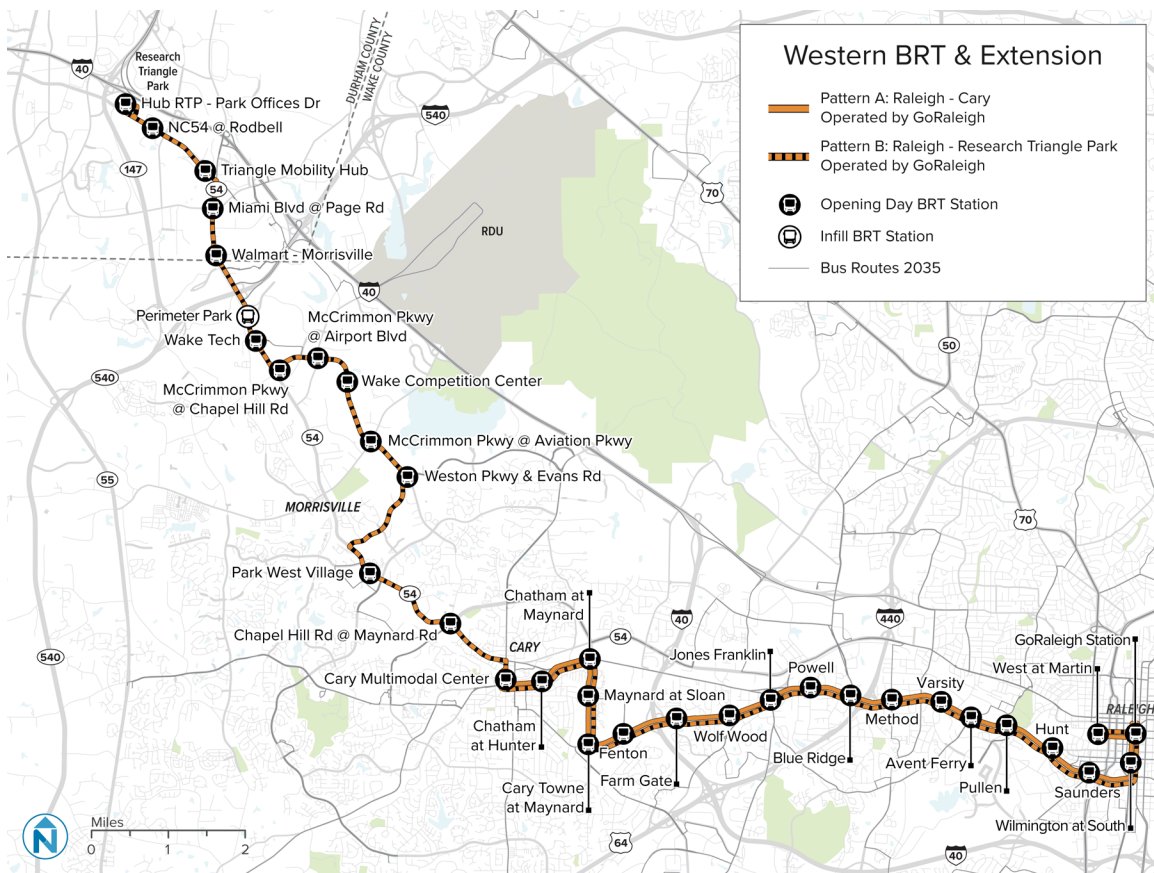 Western BRT & Extension
Pattern A: Raleigh - Cary
Operated by GoRaleigh
Pattern B: Raleigh - Research Triangle Park
Operated by GoRaleigh
Opening Day BRT Station
Infill BRT Station
Bus Routes 2035
DURHAM COUNTY
WAKE COUNTY
Research
Triangle
Park
40
Hub RTP - Park Offices Dr
540
NC54 @ Rodbell
147
Triangle Mobility Hub
54
70
Miami Blvd @ Page Rd
RDU
Walmart - Morrisville
40
Perimeter Park
McCrimmon Pkwy
@ Airport Blvd
Wake Tech
50
540
McCrimmon Pkwy
@ Chapel Hill Rd
Wake Competition Center
54
McCrimmon Pkwy @ Aviation Pkwy
55
Weston Pkwy & Evans Rd
MORRISVILLE
70
Park West Village
54
Chatham at
Maynard
40
440
Chapel Hill Rd @ Maynard Rd
54
GoRaleigh Station
CARY
540
Jones Franklin
Powell
West at Martin
Cary Multimodal Center
Maynard at Sloan
Varsity
RALEIGH
Method
Chatham
at Hunter
Wolf Wood
Hunt
Fenton
Blue Ridge
Avent Ferry
Farm Gate
Cary Towne
at Maynard
Pullen
Saunders
Wilmington at South
64
40
N
Miles
0 1 2